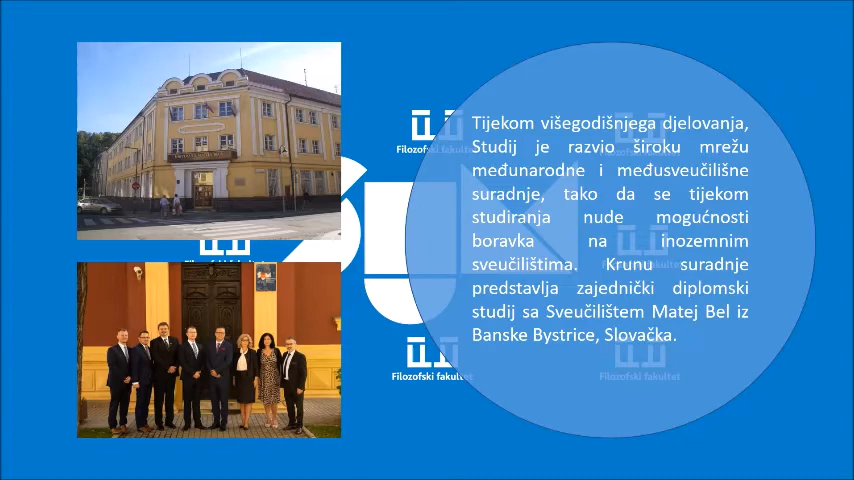 Tijekom višegodišnjega djelovanja,
Studij je razvio široku mrežu
međunarodne i međusveučilišne
suradnje, tako da se tijekom
studiranja nude mogućnosti
boravka na inozemnim
sveučilištima. Krunu suradnje
predstavlja zajednički diplomski
studij sa Sveučilištem Matej Bel iz
Banske Bystrice, Slovačka.
Filozofski fakultet
Filozofski fakultet
Filozofski fakultet
Filozofski fakultet